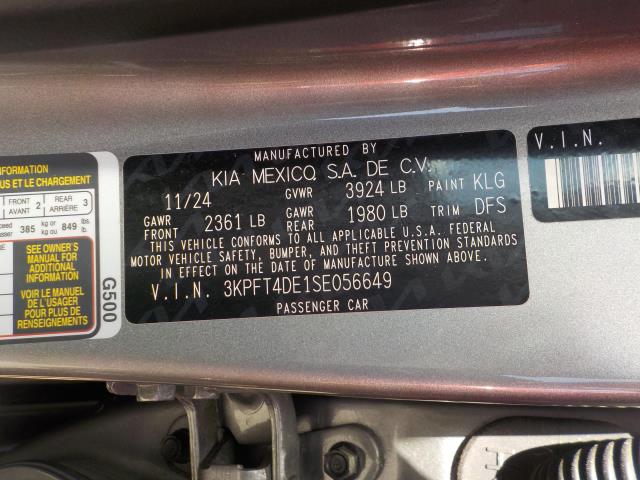 INFORMATION
US ET LE CHARGEMENT
FRONT AVANT 2 REAR ARRIÈRE 3
385 kg or kg ou 849 lbs. lb.
SEE OWNER'S
MANUAL FOR
ADDITIONAL
INFORMATION
VOIR LE MANUEL
DE L'USAGER
POUR PLUS DE
RENSEIGNEMENTS
G500
MANUFACTURED BY
KIA MEXICO, S.A. DE C.V.
11/24 GVWR 3924 LB PAINT KLG
GAWR FRONT 2361 LB GAWR REAR 1980 LB TRIM DFS
THIS VEHICLE CONFORMS TO ALL APPLICABLE U.S.A. FEDERAL
MOTOR VEHICLE SAFETY, BUMPER, AND THEFT PREVENTION STANDARDS
IN EFFECT ON THE DATE OF MANUFACTURE SHOWN ABOVE.
V.I.N. 3KPFT4DE1SE056649
PASSENGER CAR
V.I.N.